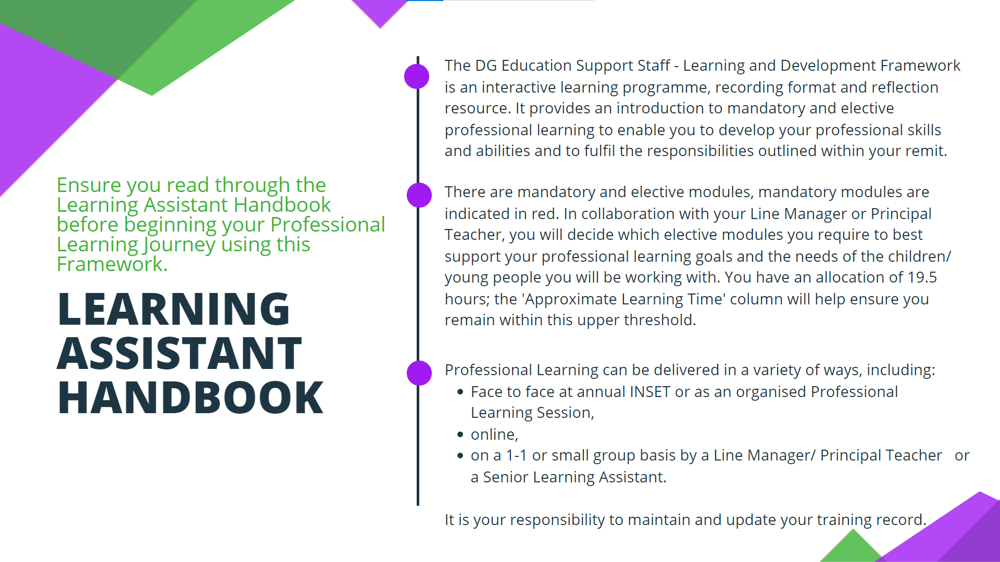 Ensure you read through the
Learning Assistant Handbook
before beginning your Professional
Learning Journey using this
Framework.
LEARNING
ASSISTANT
HANDBOOK
The DG Education Support Staff - Learning and Development Framework
is an interactive learning programme, recording format and reflection
resource. It provides an introduction to mandatory and elective
professional learning to enable you to develop your professional skills
and abilities and to fulfil the responsibilities outlined within your remit.
There are mandatory and elective modules, mandatory modules are
indicated in red. In collaboration with your Line Manager or Principal
Teacher, you will decide which elective modules you require to best
support your professional learning goals and the needs of the children/
young people you will be working with. You have an allocation of 19.5
hours; the 'Approximate Learning Time' column will help ensure you
remain within this upper threshold.
Professional Learning can be delivered in a variety of ways, including:
• Face to face at annual INSET or as an organised Professional
Learning Session,
• online,
• on a 1-1 or small group basis by a Line Manager/ Principal Teacher or
a Senior Learning Assistant.
It is your responsibility to maintain and update your training record.